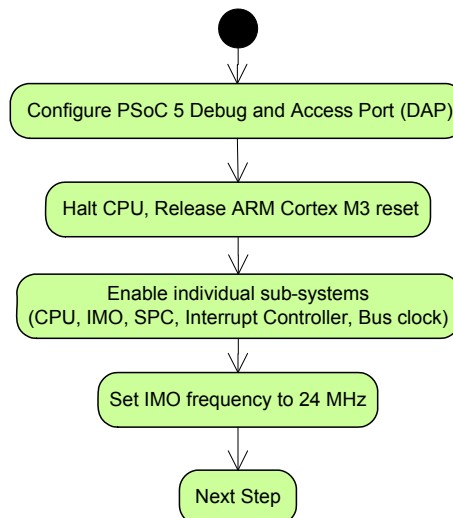 Configure PSoC 5 Debug and Access Port (DAP)
Halt CPU, Release ARM Cortex M3 reset
Enable individual sub-systems
(CPU, IMO, SPC, Interrupt Controller, Bus clock)
Set IMO frequency to 24 MHz
Next Step